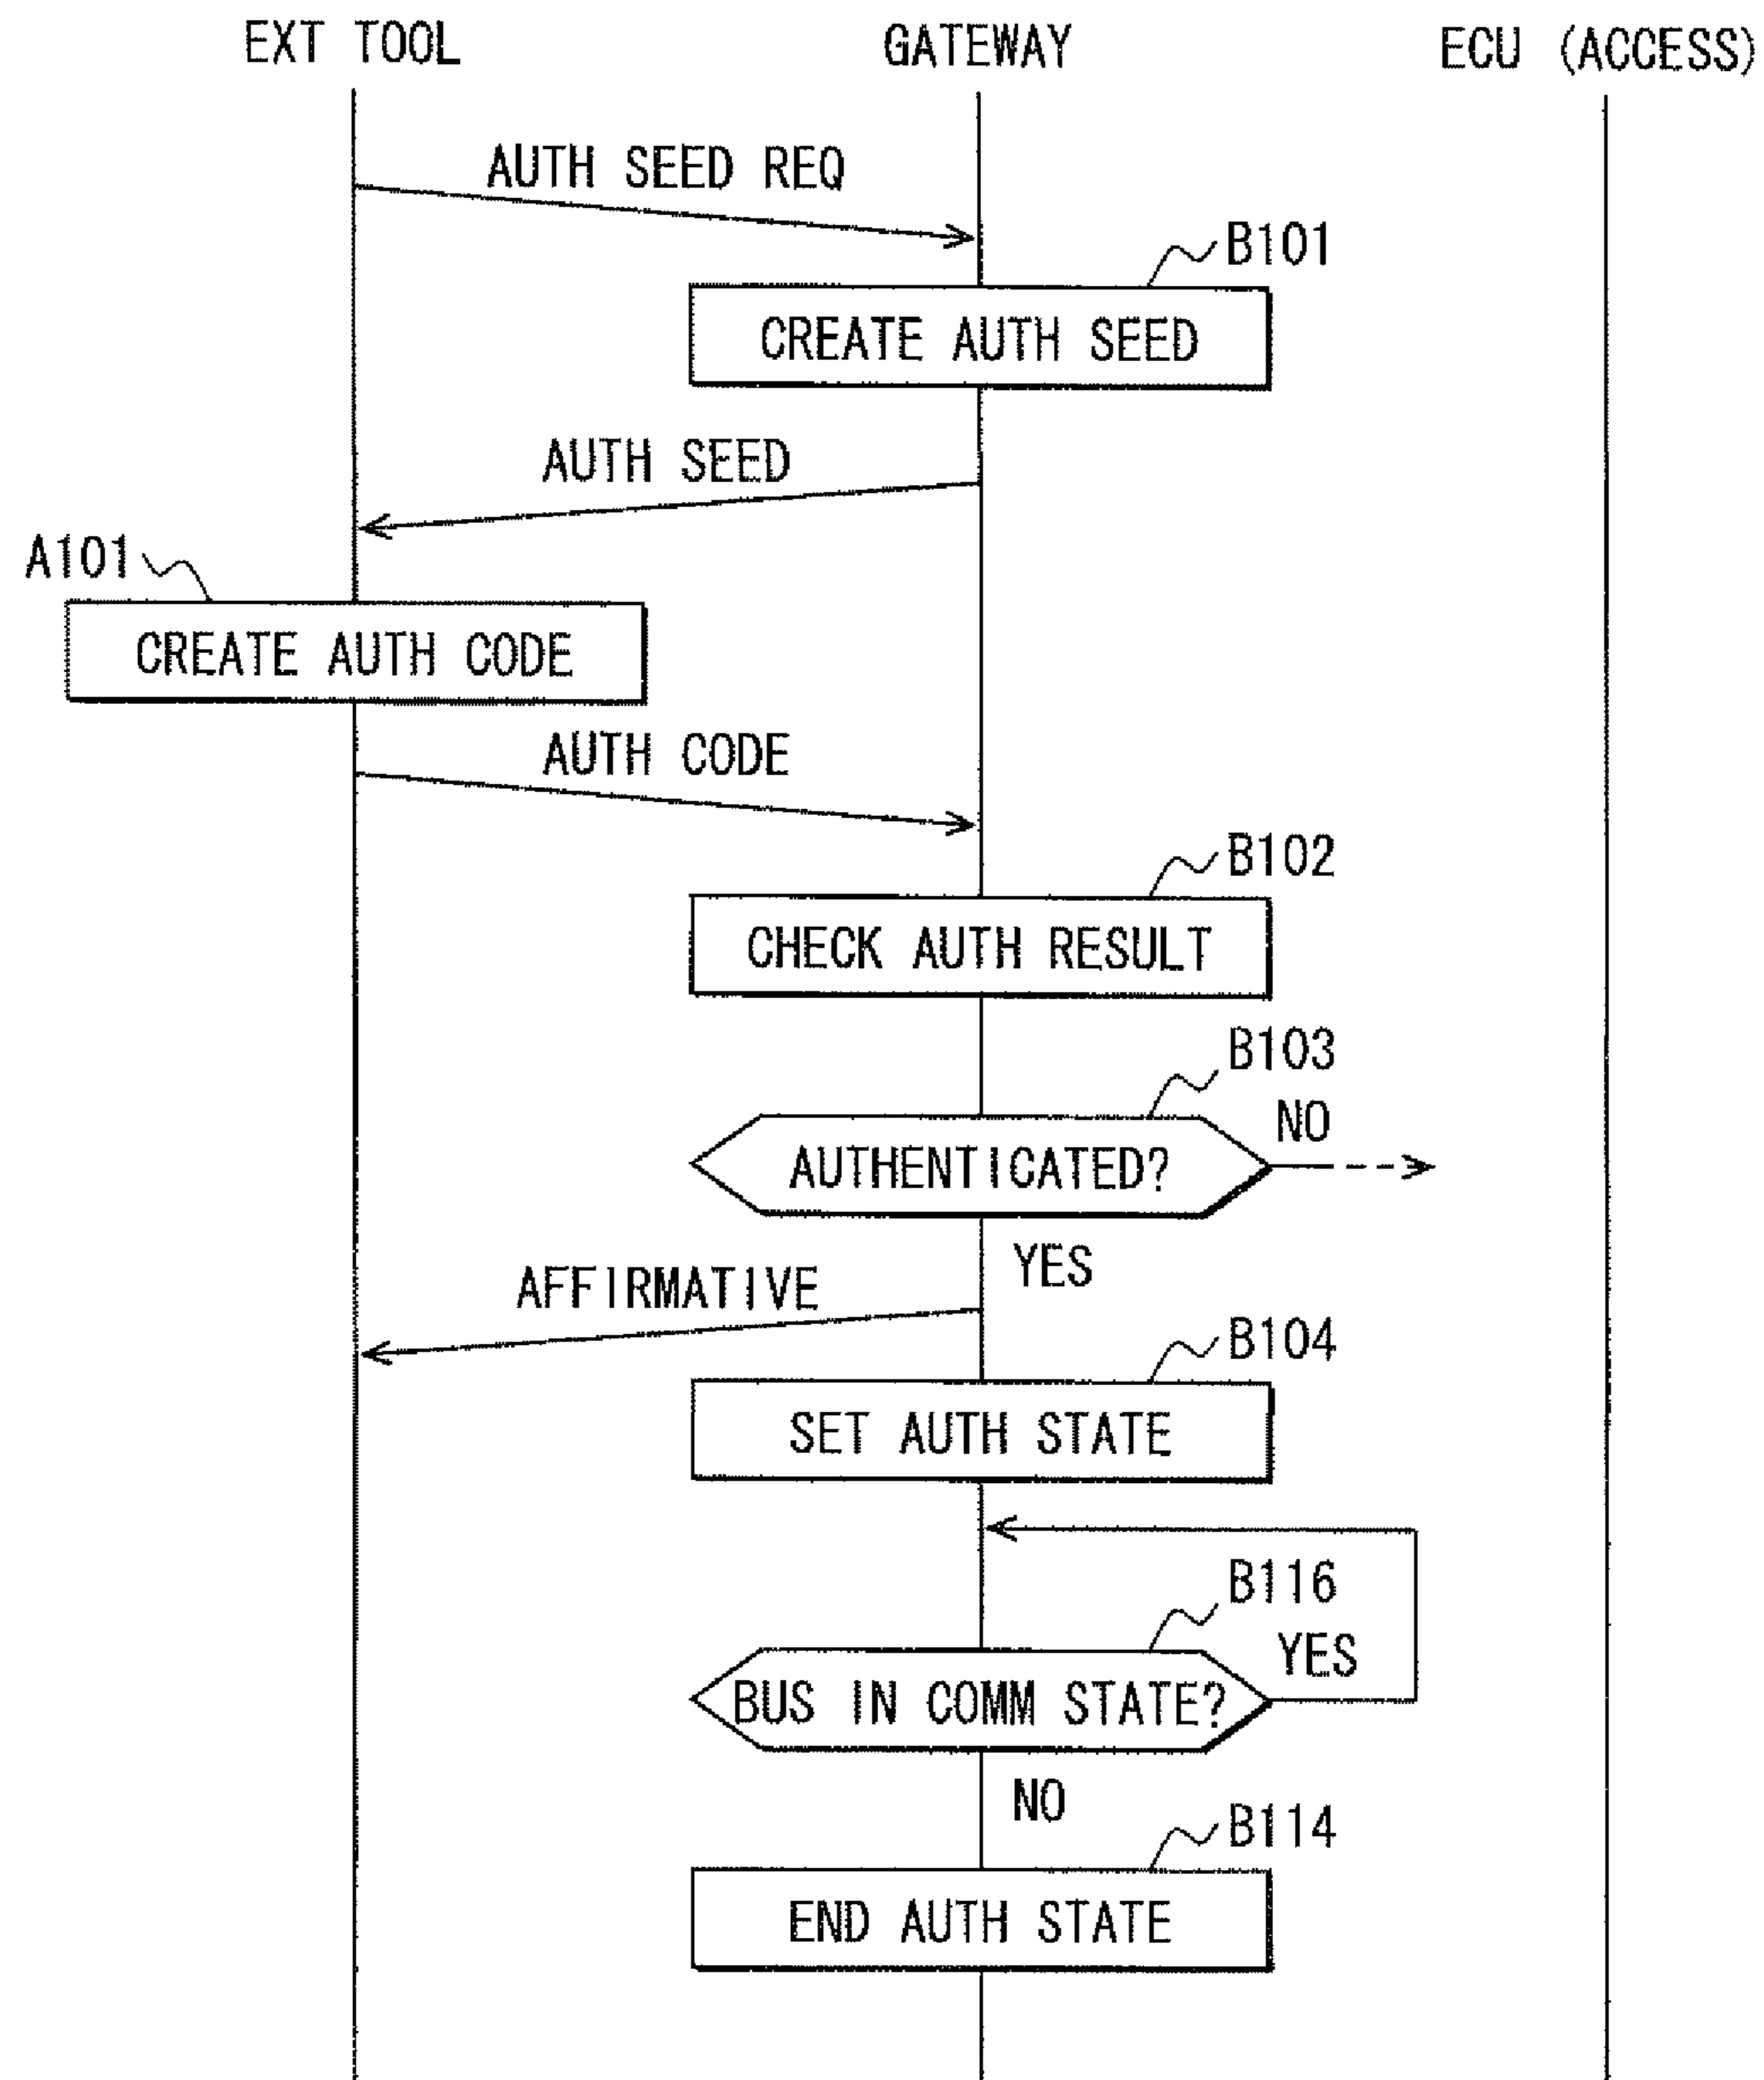 EXT TOOL
GATEWAY
ECU (ACCESS)
AUTH SEED REQ
B101
CREATE AUTH SEED
AUTH SEED
A101
CREATE AUTH CODE
AUTH CODE
B102
CHECK AUTH RESULT
B103
NO
AUTHENTICATED?
YES
AFFIRMATIVE
B104
SET AUTH STATE
B116
YES
BUS IN COMM STATE?
NO
B114
END AUTH STATE